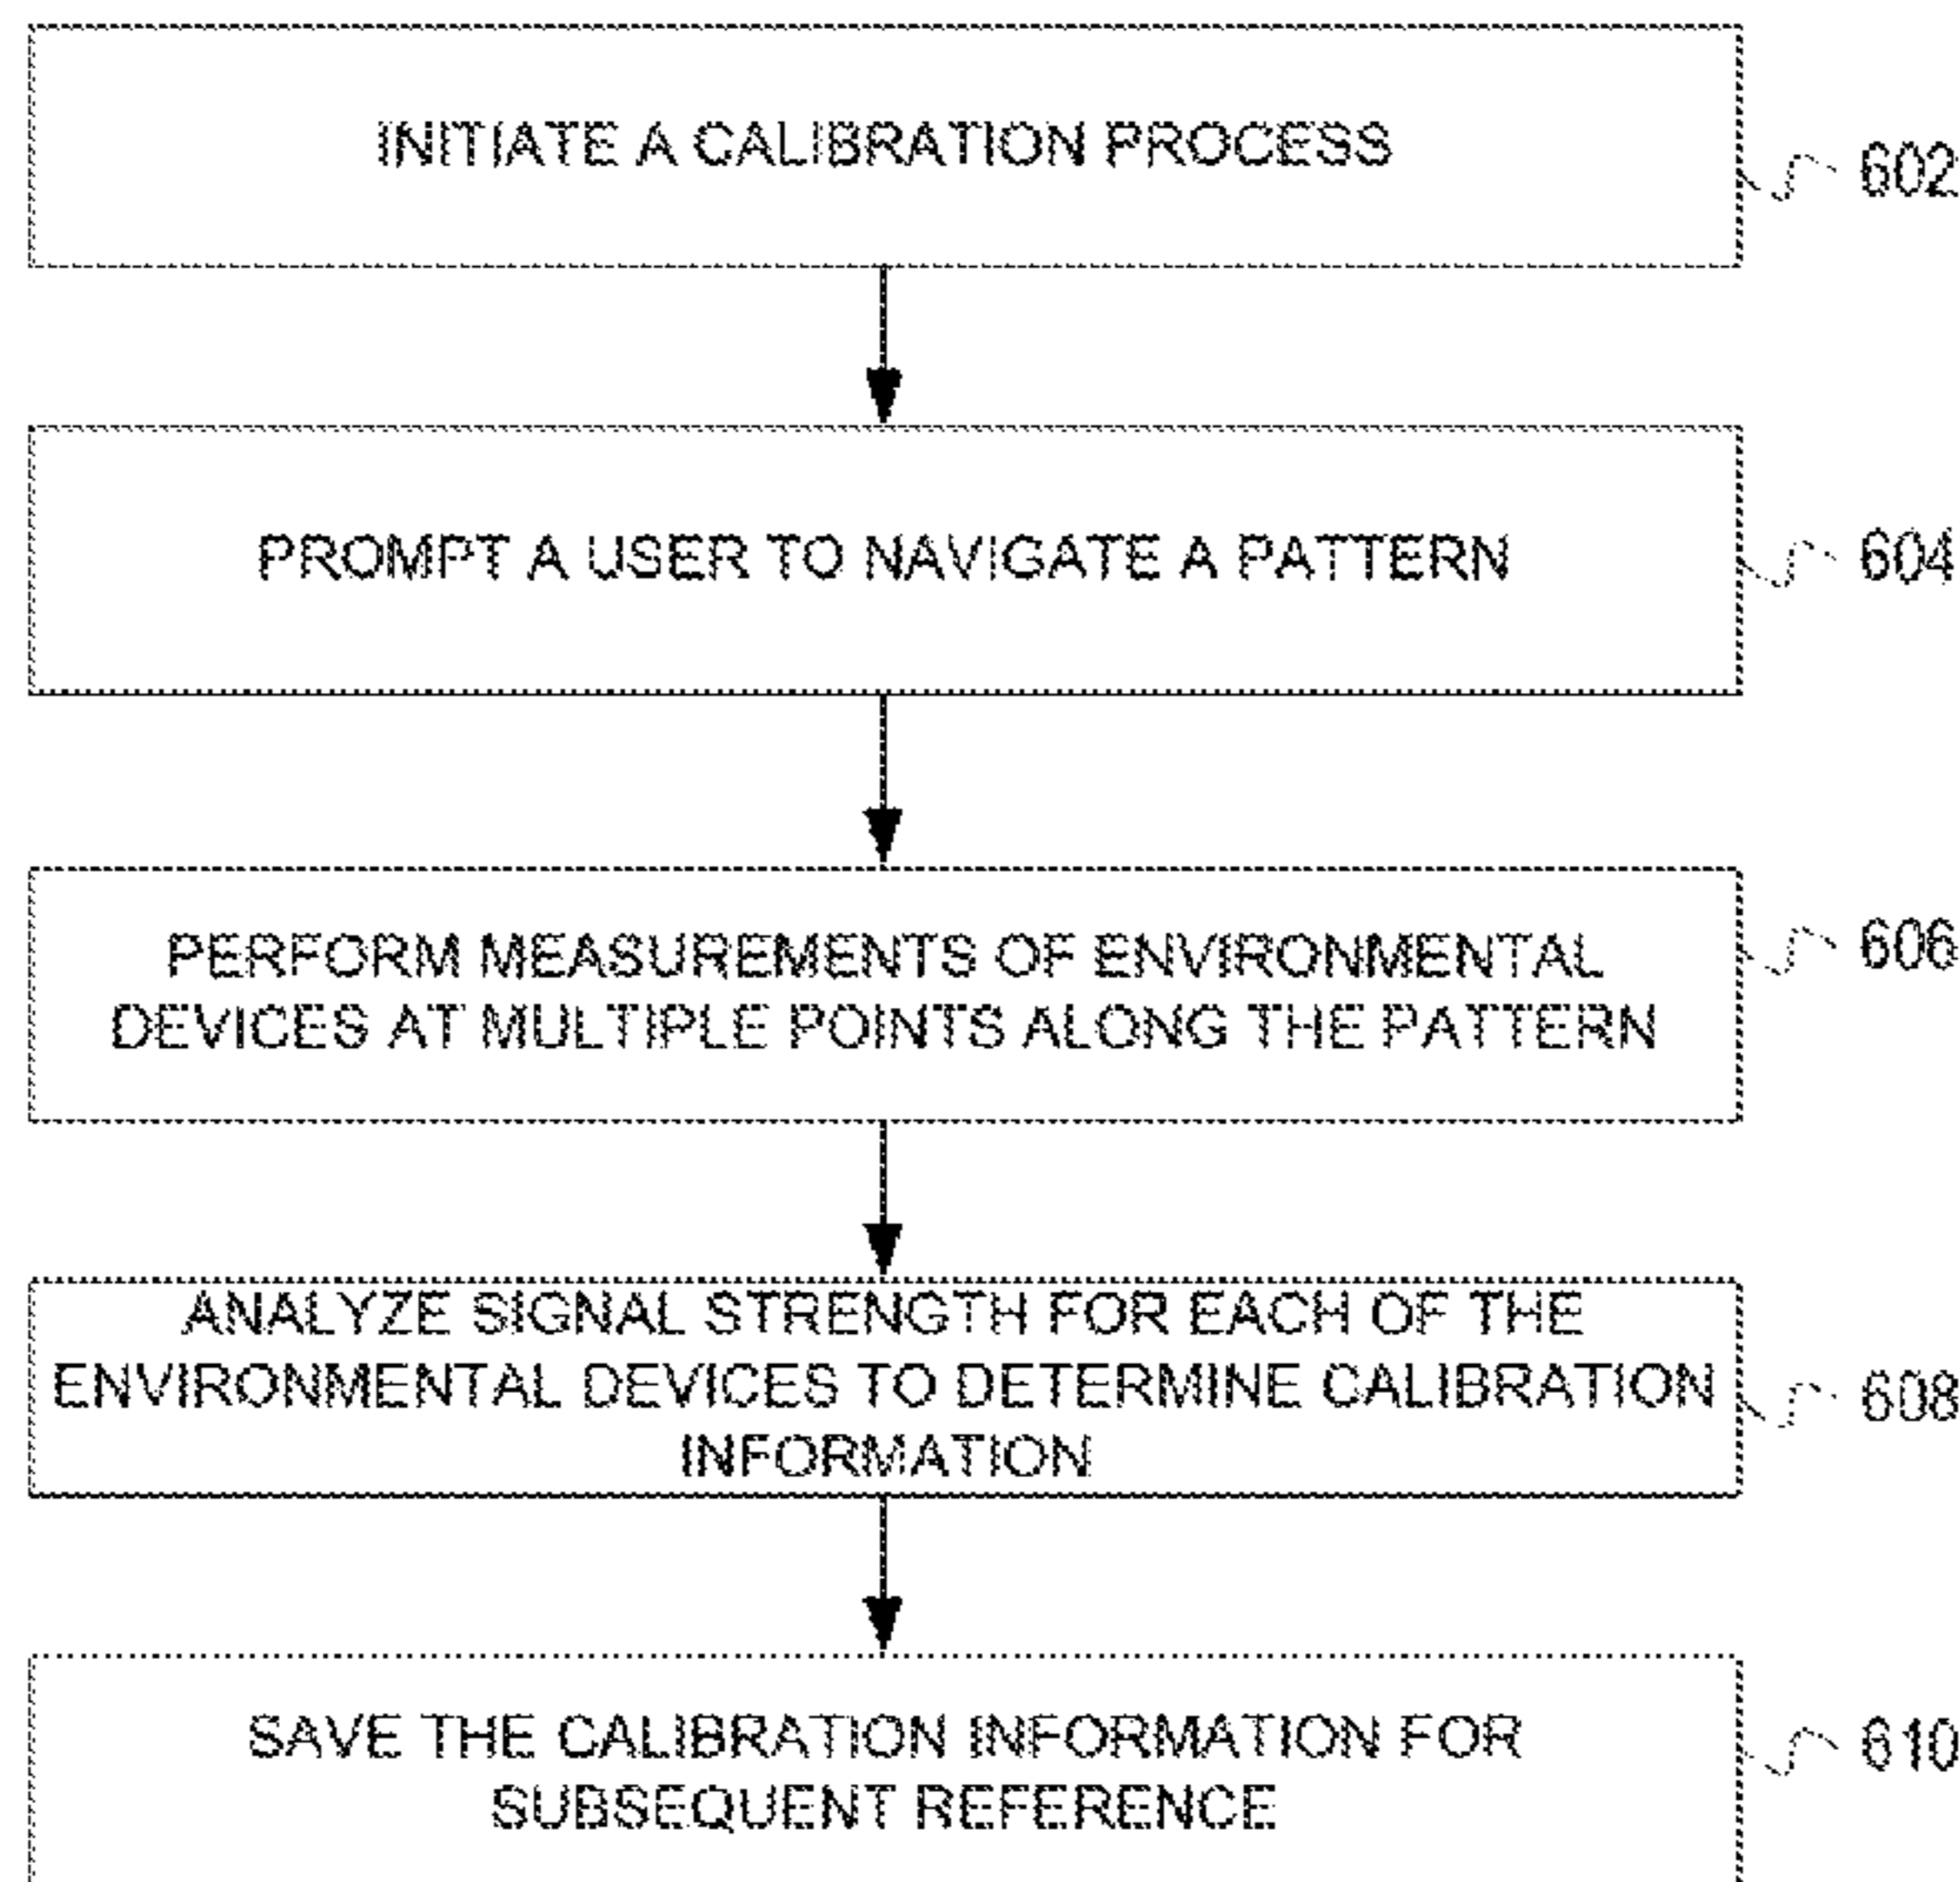 INITIATE A CALIBRATION PROCESS
602
PROMPT A USER TO NAVIGATE A PATTERN
604
PERFORM MEASUREMENTS OF ENVIRONMENTAL
DEVICES AT MULTIPLE POINTS ALONG THE PATTERN
606
ANALYZE SIGNAL STRENGTH FOR EACH OF THE
ENVIRONMENTAL DEVICES TO DETERMINE CALIBRATION
INFORMATION
608
SAVE THE CALIBRATION INFORMATION FOR
SUBSEQUENT REFERENCE
610